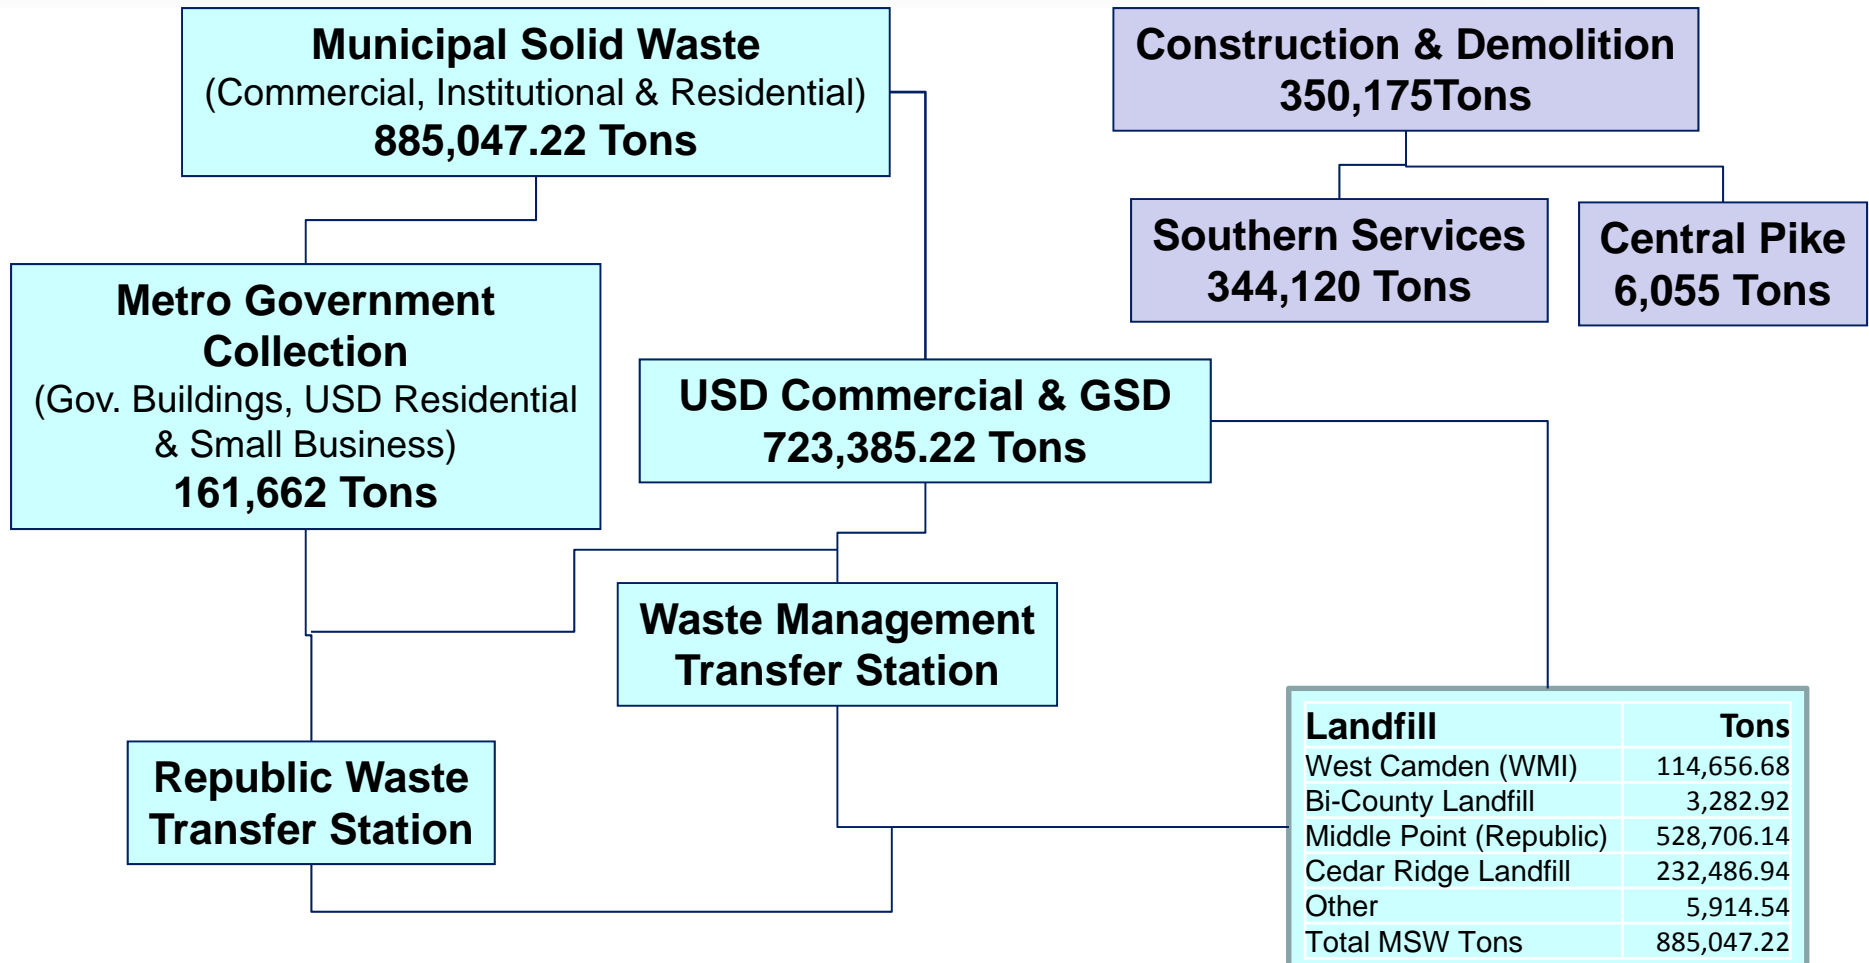 Municipal Solid Waste
(Commercial, Institutional & Residential)
885,047.22 Tons
Construction & Demolition
350,175Tons
Southern Services
344,120 Tons
Central Pike
6,055 Tons
Metro Government
Collection
(Gov. Buildings, USD Residential
& Small Business)
161,662 Tons
USD Commercial & GSD
723,385.22 Tons
Waste Management
Transfer Station
Republic Waste
Transfer Station
Landfill Tons
West Camden (WMI) 114,656.68
Bi-County Landfill 3,282.92
Middle Point (Republic) 528,706.14
Cedar Ridge Landfill 232,486.94
Other 5,914.54
Total MSW Tons 885,047.22